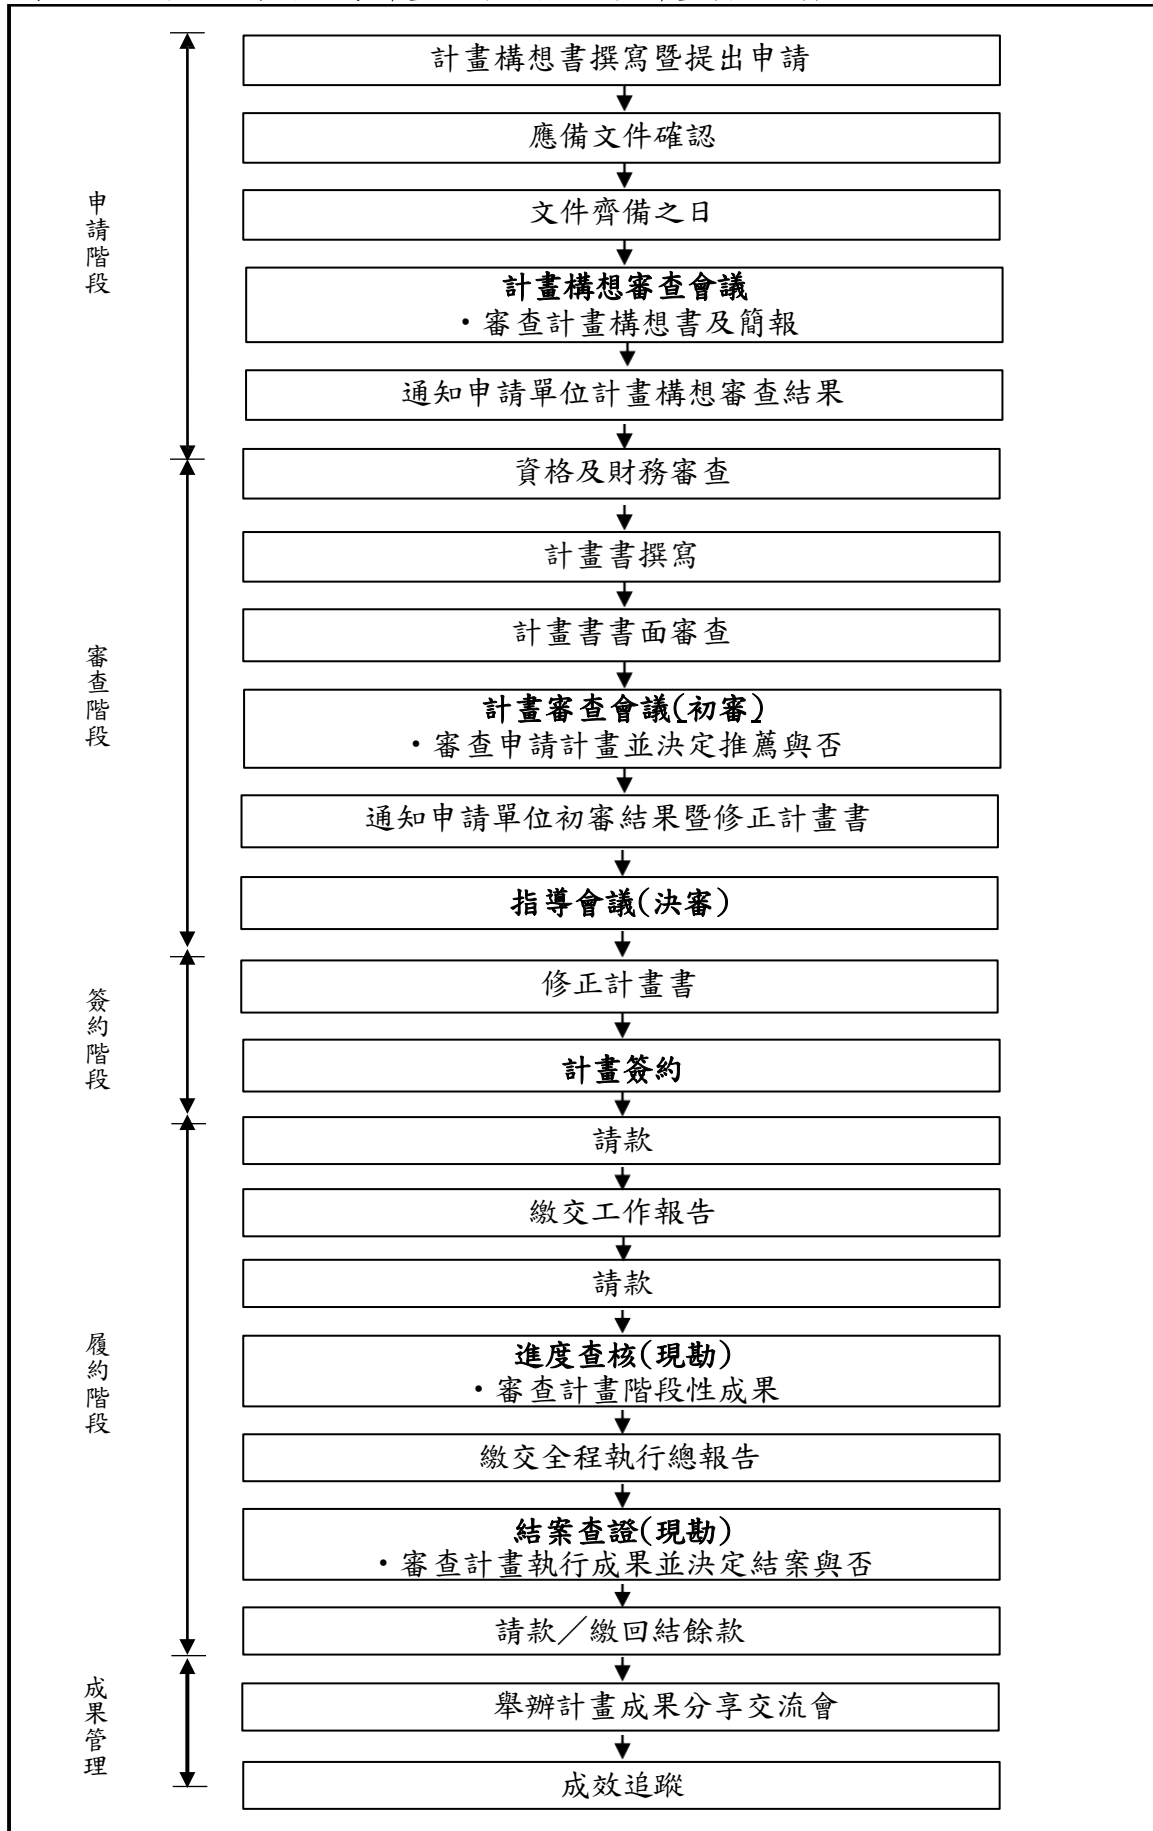 計畫構想書撰寫暨提出申請
應備文件確認
文件齊備之日
申請階段
計畫構想審查會議
・審查計畫構想書及簡報
通知申請單位計畫構想審查結果
資格及財務審查
計畫書撰寫
計畫書書面審查
審查階段
計畫審查會議(初審)
・審查申請計畫並決定推薦與否
通知申請單位初審結果暨修正計畫書
指導會議(決審)
修正計畫書
簽約階段
計畫簽約
請款
繳交工作報告
請款
履約階段
進度查核(現勘)
・審查計畫階段性成果
繳交全程執行總報告
結案查證(現勘)
・審查計畫執行成果並決定結案與否
請款／繳回結餘款
成果管理
舉辦計畫成果分享交流會
成效追蹤